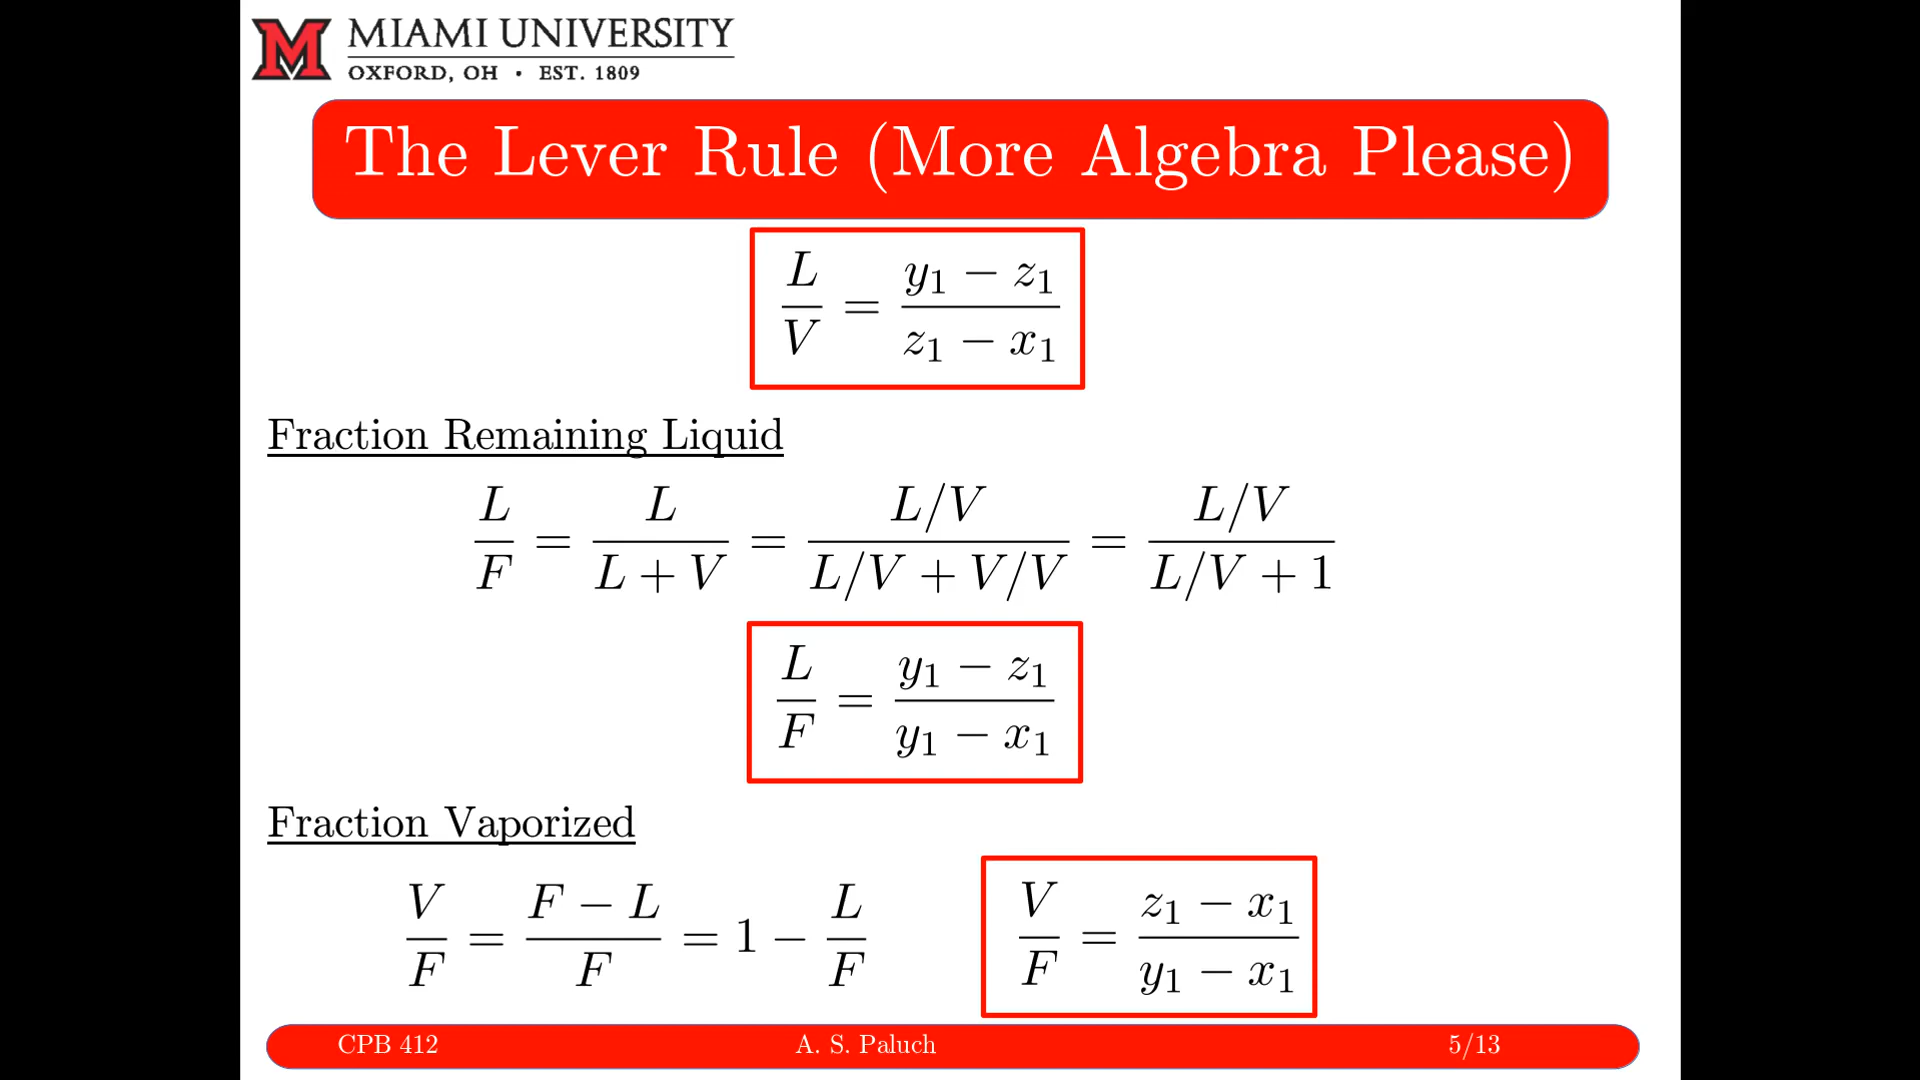 MIAMI UNIVERSITY
OXFORD, OH • EST. 1809
The Lever Rule (More Algebra Please)
L/V = (y₁ − z₁)/(z₁ − x₁)
Fraction Remaining Liquid
L/F = L/(L + V) = (L/V)/(L/V + V/V) = (L/V)/(L/V + 1)
L/F = (y₁ − z₁)/(y₁ − x₁)
Fraction Vaporized
V/F = (F − L)/F = 1 − L/F
V/F = (z₁ − x₁)/(y₁ − x₁)
CPB 412 A. S. Paluch 5/13